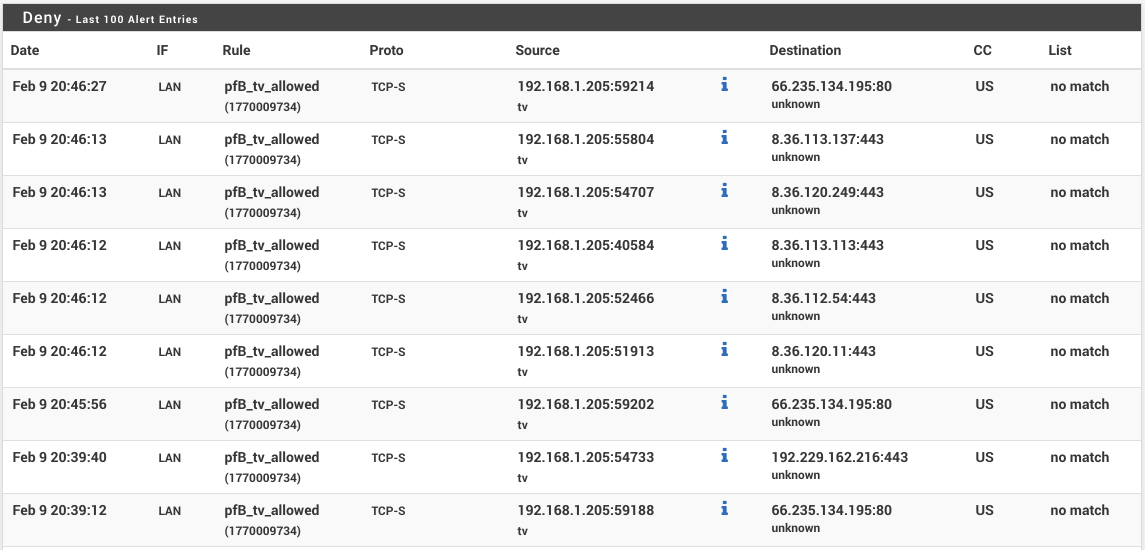 Deny - Last 100 Alert Entries
Date IF Rule Proto Source Destination CC List
Feb 9 20:46:27 LAN pfB_tv_allowed TCP-S 192.168.1.205:59214 66.235.134.195:80 US no match
(1770009734) tv unknown
Feb 9 20:46:13 LAN pfB_tv_allowed TCP-S 192.168.1.205:55804 8.36.113.137:443 US no match
(1770009734) tv unknown
Feb 9 20:46:13 LAN pfB_tv_allowed TCP-S 192.168.1.205:54707 8.36.120.249:443 US no match
(1770009734) tv unknown
Feb 9 20:46:12 LAN pfB_tv_allowed TCP-S 192.168.1.205:40584 8.36.113.113:443 US no match
(1770009734) tv unknown
Feb 9 20:46:12 LAN pfB_tv_allowed TCP-S 192.168.1.205:52466 8.36.112.54:443 US no match
(1770009734) tv unknown
Feb 9 20:46:12 LAN pfB_tv_allowed TCP-S 192.168.1.205:51913 8.36.120.11:443 US no match
(1770009734) tv unknown
Feb 9 20:45:56 LAN pfB_tv_allowed TCP-S 192.168.1.205:59202 66.235.134.195:80 US no match
(1770009734) tv unknown
Feb 9 20:39:40 LAN pfB_tv_allowed TCP-S 192.168.1.205:54733 192.229.162.216:443 US no match
(1770009734) tv unknown
Feb 9 20:39:12 LAN pfB_tv_allowed TCP-S 192.168.1.205:59188 66.235.134.195:80 US no match
(1770009734) tv unknown